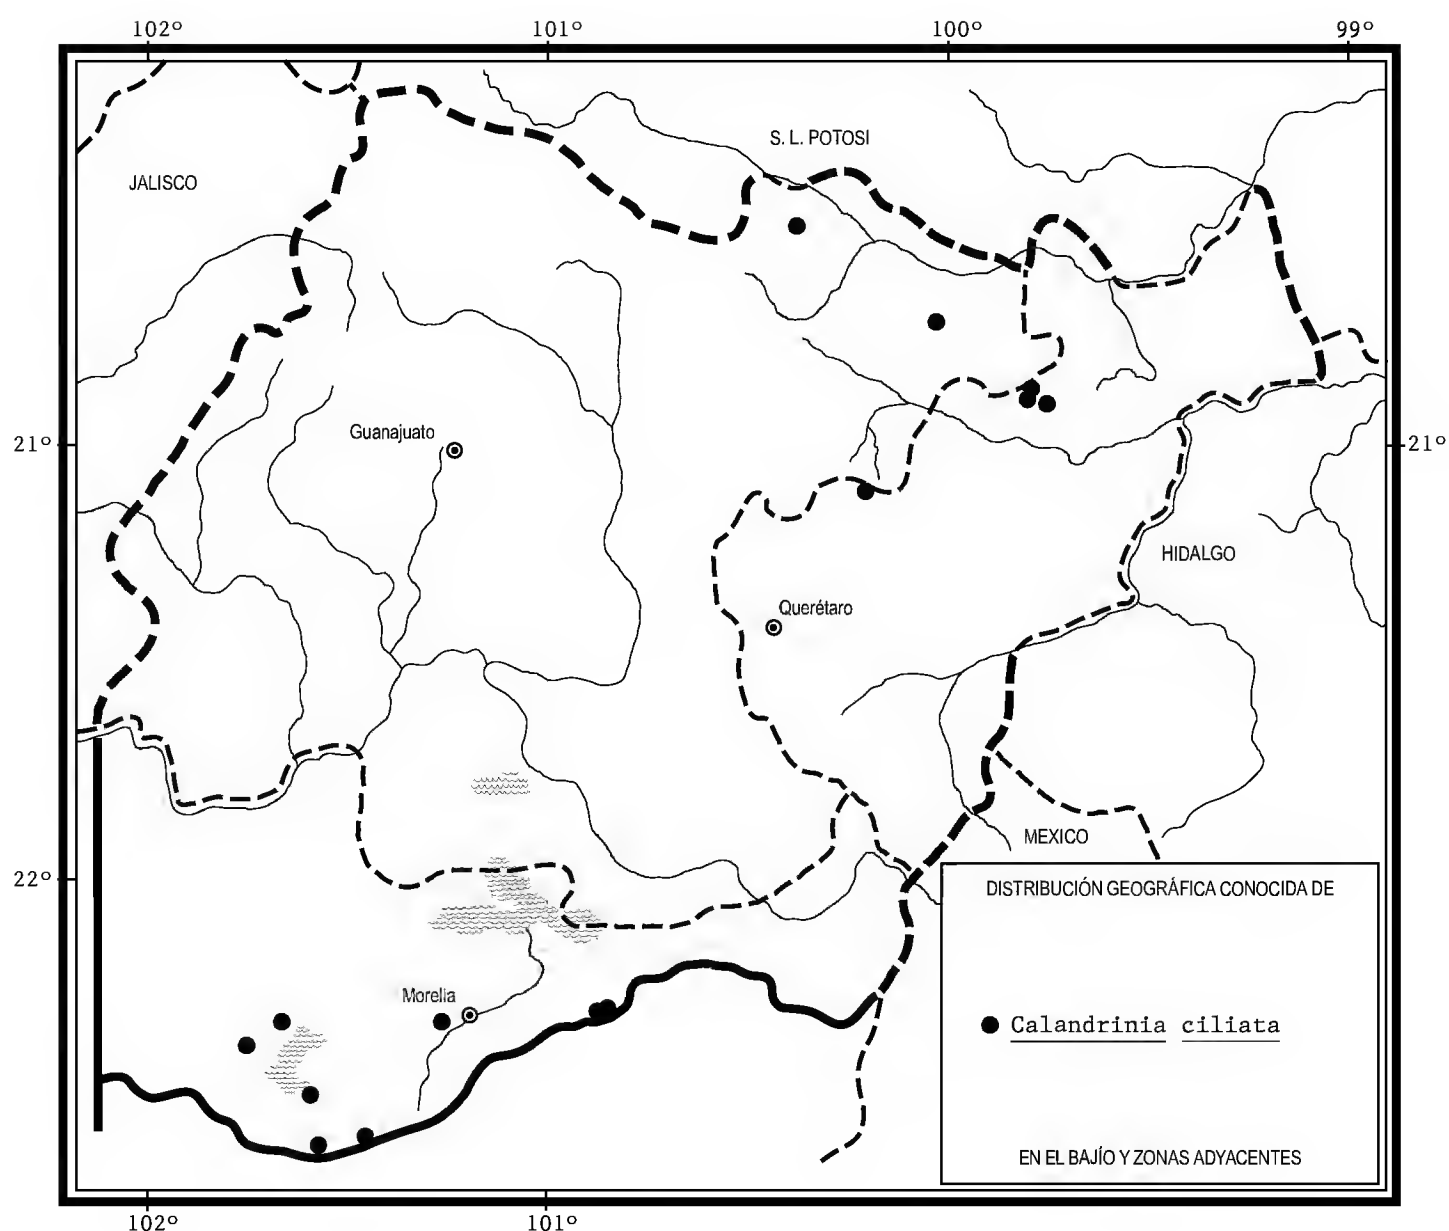 102° 101° 100° 99°
S. L. POTOSI
JALISCO
Guanajuato
21° 21°
HIDALGO
Querétaro
MEXICO
22°
DISTRIBUCIÓN GEOGRÁFICA CONOCIDA DE
Morelia
Calandrinia ciliata
EN EL BAJÍO Y ZONAS ADYACENTES
102° 101°